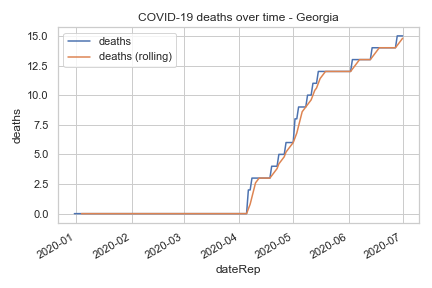 COVID-19 deaths over time - Georgia
deaths
deaths (rolling)
15.0
12.5
10.0
7.5
5.0
2.5
0.0
deaths
2020-01
2020-02
2020-03
2020-04
2020-05
2020-06
2020-07
dateRep